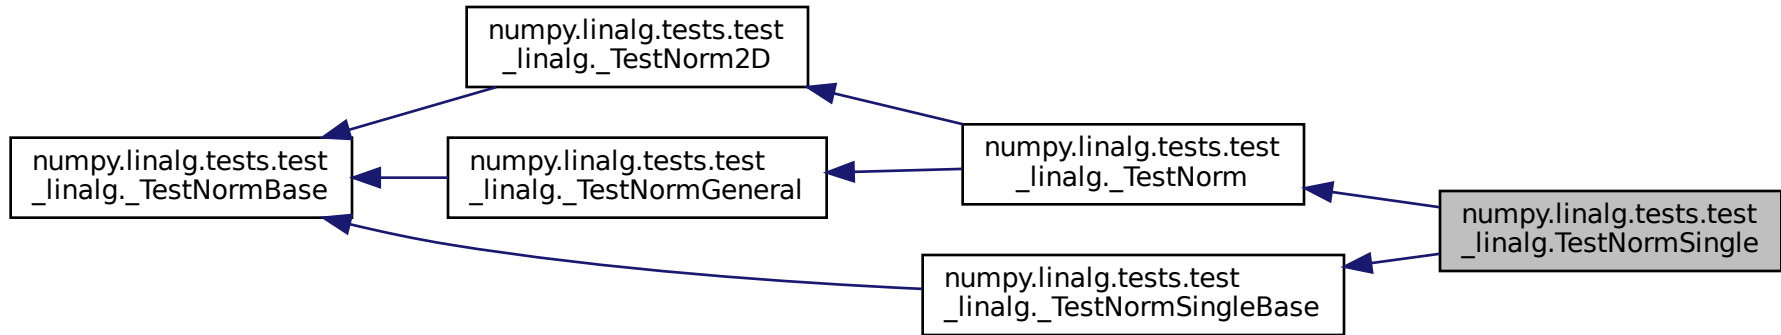 numpy.linalg.tests.test
_linalg._TestNorm2D
numpy.linalg.tests.test
_linalg._TestNormBase
numpy.linalg.tests.test
_linalg._TestNormGeneral
numpy.linalg.tests.test
_linalg._TestNorm
numpy.linalg.tests.test
_linalg.TestNormSingle
numpy.linalg.tests.test
_linalg._TestNormSingleBase